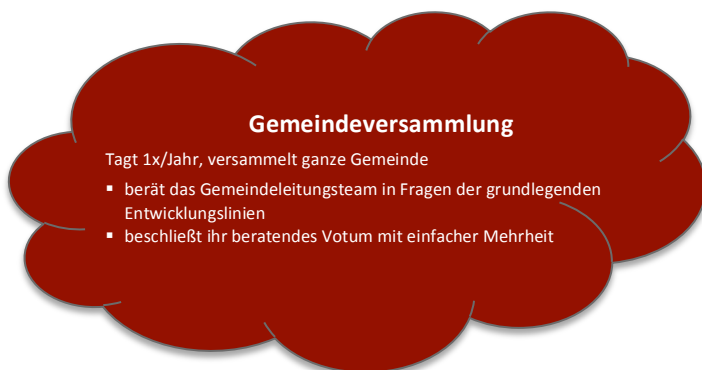 Gemeindeversammlung
Tagt 1x/Jahr, versammelt ganze Gemeinde
▪ berät das Gemeindeleitungsteam in Fragen der grundlegenden
Entwicklungslinien
▪ beschließt ihr beratendes Votum mit einfacher Mehrheit